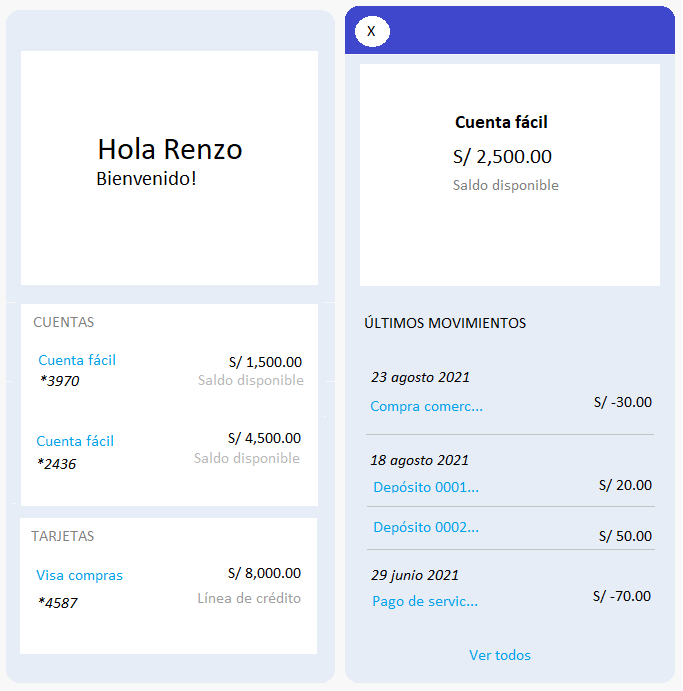 Hola Renzo
Bienvenido!
CUENTAS
Cuenta fácil S/ 1,500.00
*3970 Saldo disponible
Cuenta fácil S/ 4,500.00
*2436 Saldo disponible
TARJETAS
Visa compras S/ 8,000.00
*4587 Línea de crédito
X
Cuenta fácil
S/ 2,500.00
Saldo disponible
ÚLTIMOS MOVIMIENTOS
23 agosto 2021
Compra comerc... S/ -30.00
18 agosto 2021
Depósito 0001... S/ 20.00
Depósito 0002... S/ 50.00
29 junio 2021
Pago de servic... S/ -70.00
Ver todos